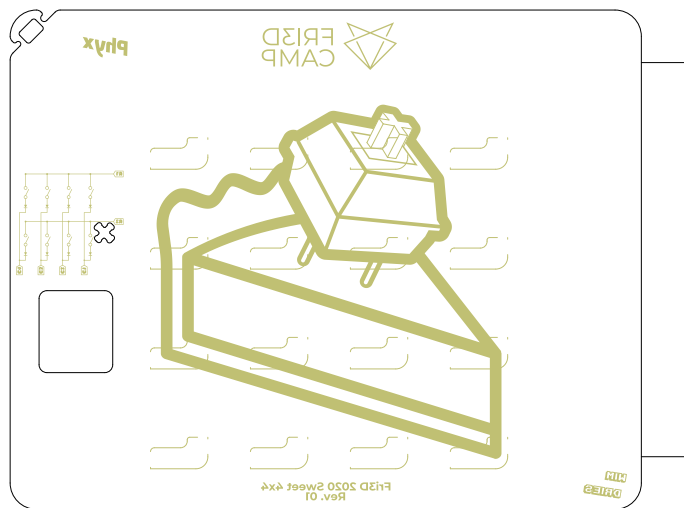 phyx
FRI3D
CAMP
Fri3D 2020 Sweet 4x4
Rev. 01
WIM
DRIES